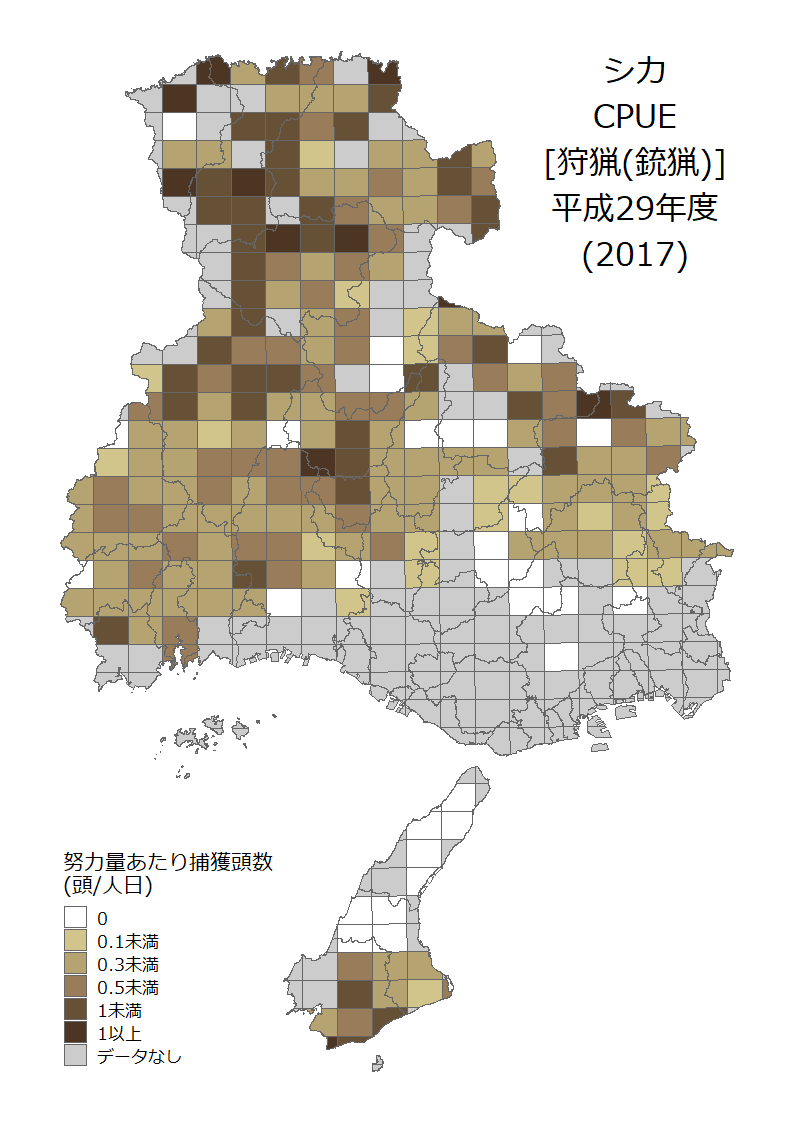 シカ
CPUE
[狩猟(銃猟)]
平成29年度
(2017)
努力量あたり捕獲頭数
(頭/人日)
0
0.1未満
0.3未満
0.5未満
1未満
1以上
データなし